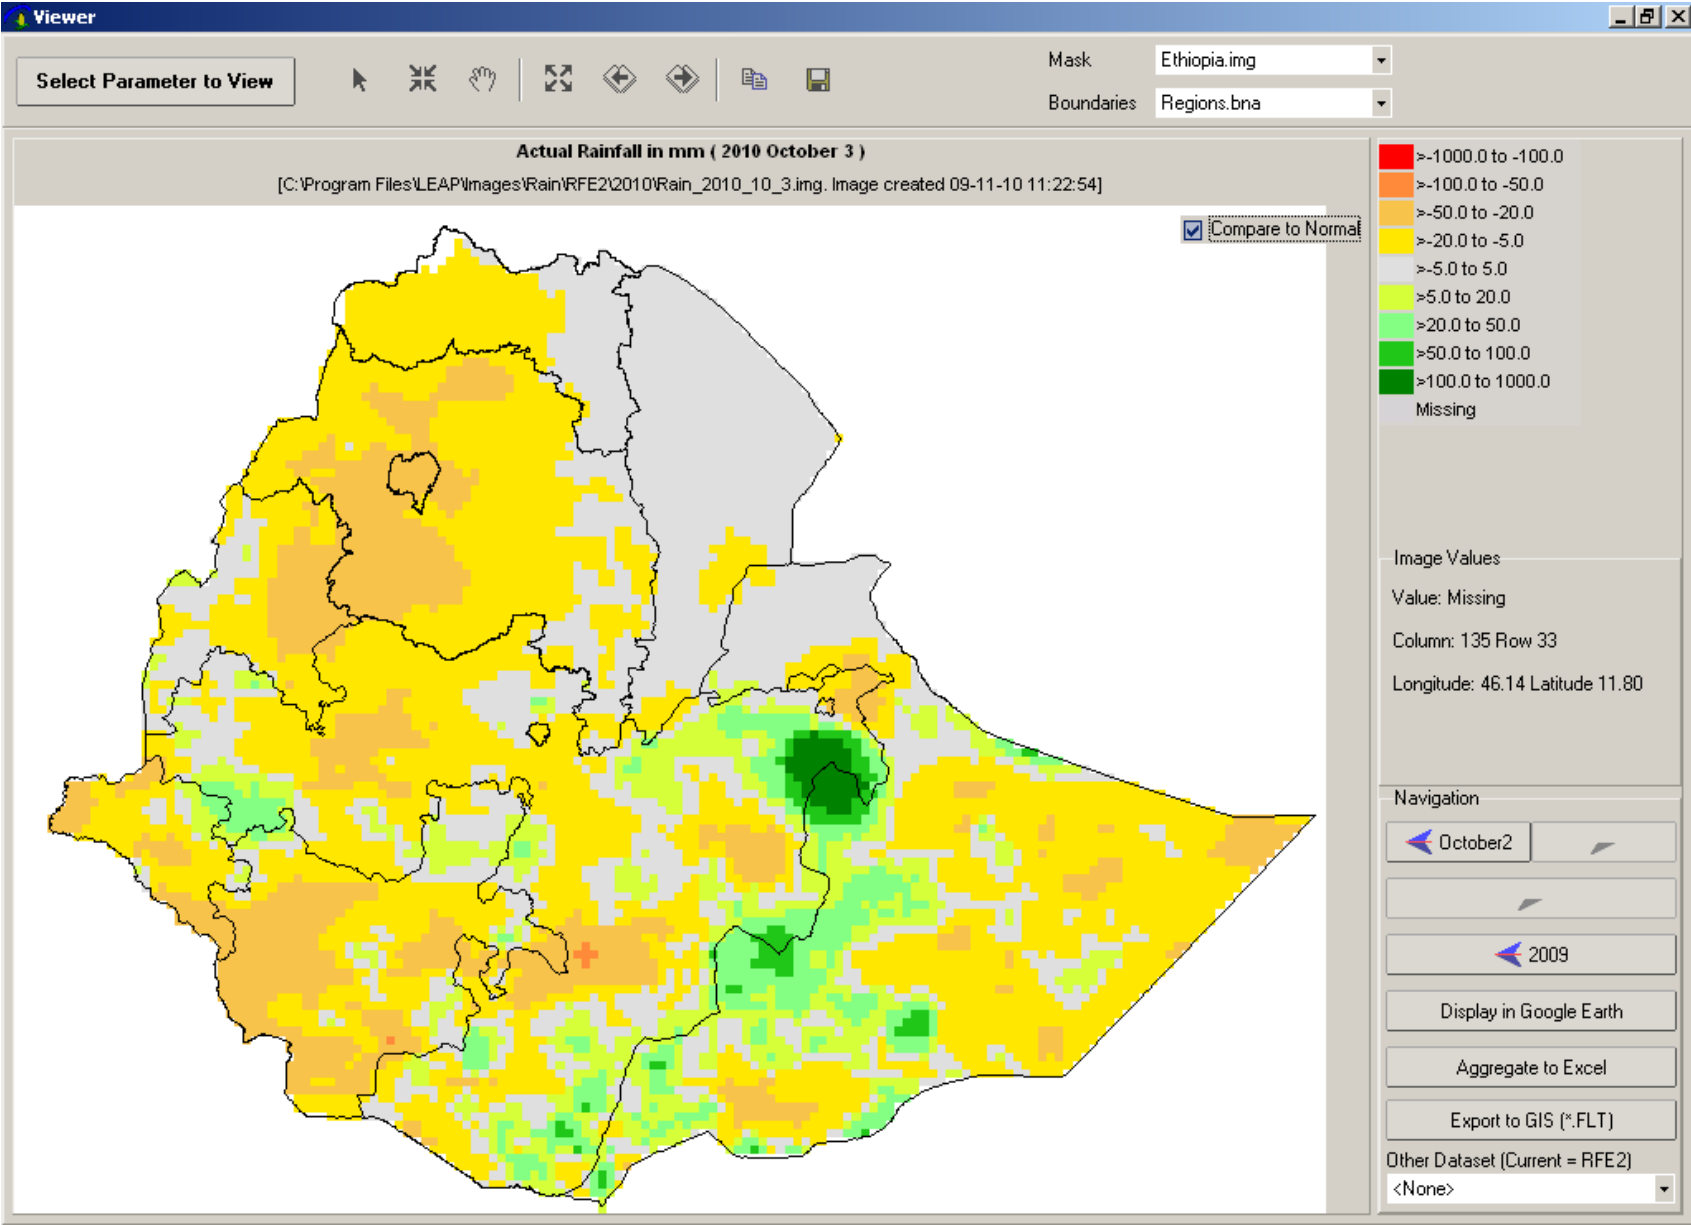 Viewer
Select Parameter to View
Mask
Ethiopia.img
Boundaries
Regions.bna
Actual Rainfall in mm ( 2010 October 3 )
[C:\Program Files\LEAP\Images\Rain\RFE2\2010\Rain_2010_10_3.img. Image created 09-11-10 11:22:54]
Compare to Normal
>-1000.0 to -100.0
>-100.0 to -50.0
>-50.0 to -20.0
>-20.0 to -5.0
>-5.0 to 5.0
>5.0 to 20.0
>20.0 to 50.0
>50.0 to 100.0
>100.0 to 1000.0
Missing
Image Values
Value: Missing
Column: 135 Row 33
Longitude: 46.14 Latitude 11.80
Navigation
October2
2009
Display in Google Earth
Aggregate to Excel
Export to GIS (*.FLT)
Other Dataset (Current = RFE2)
<None>